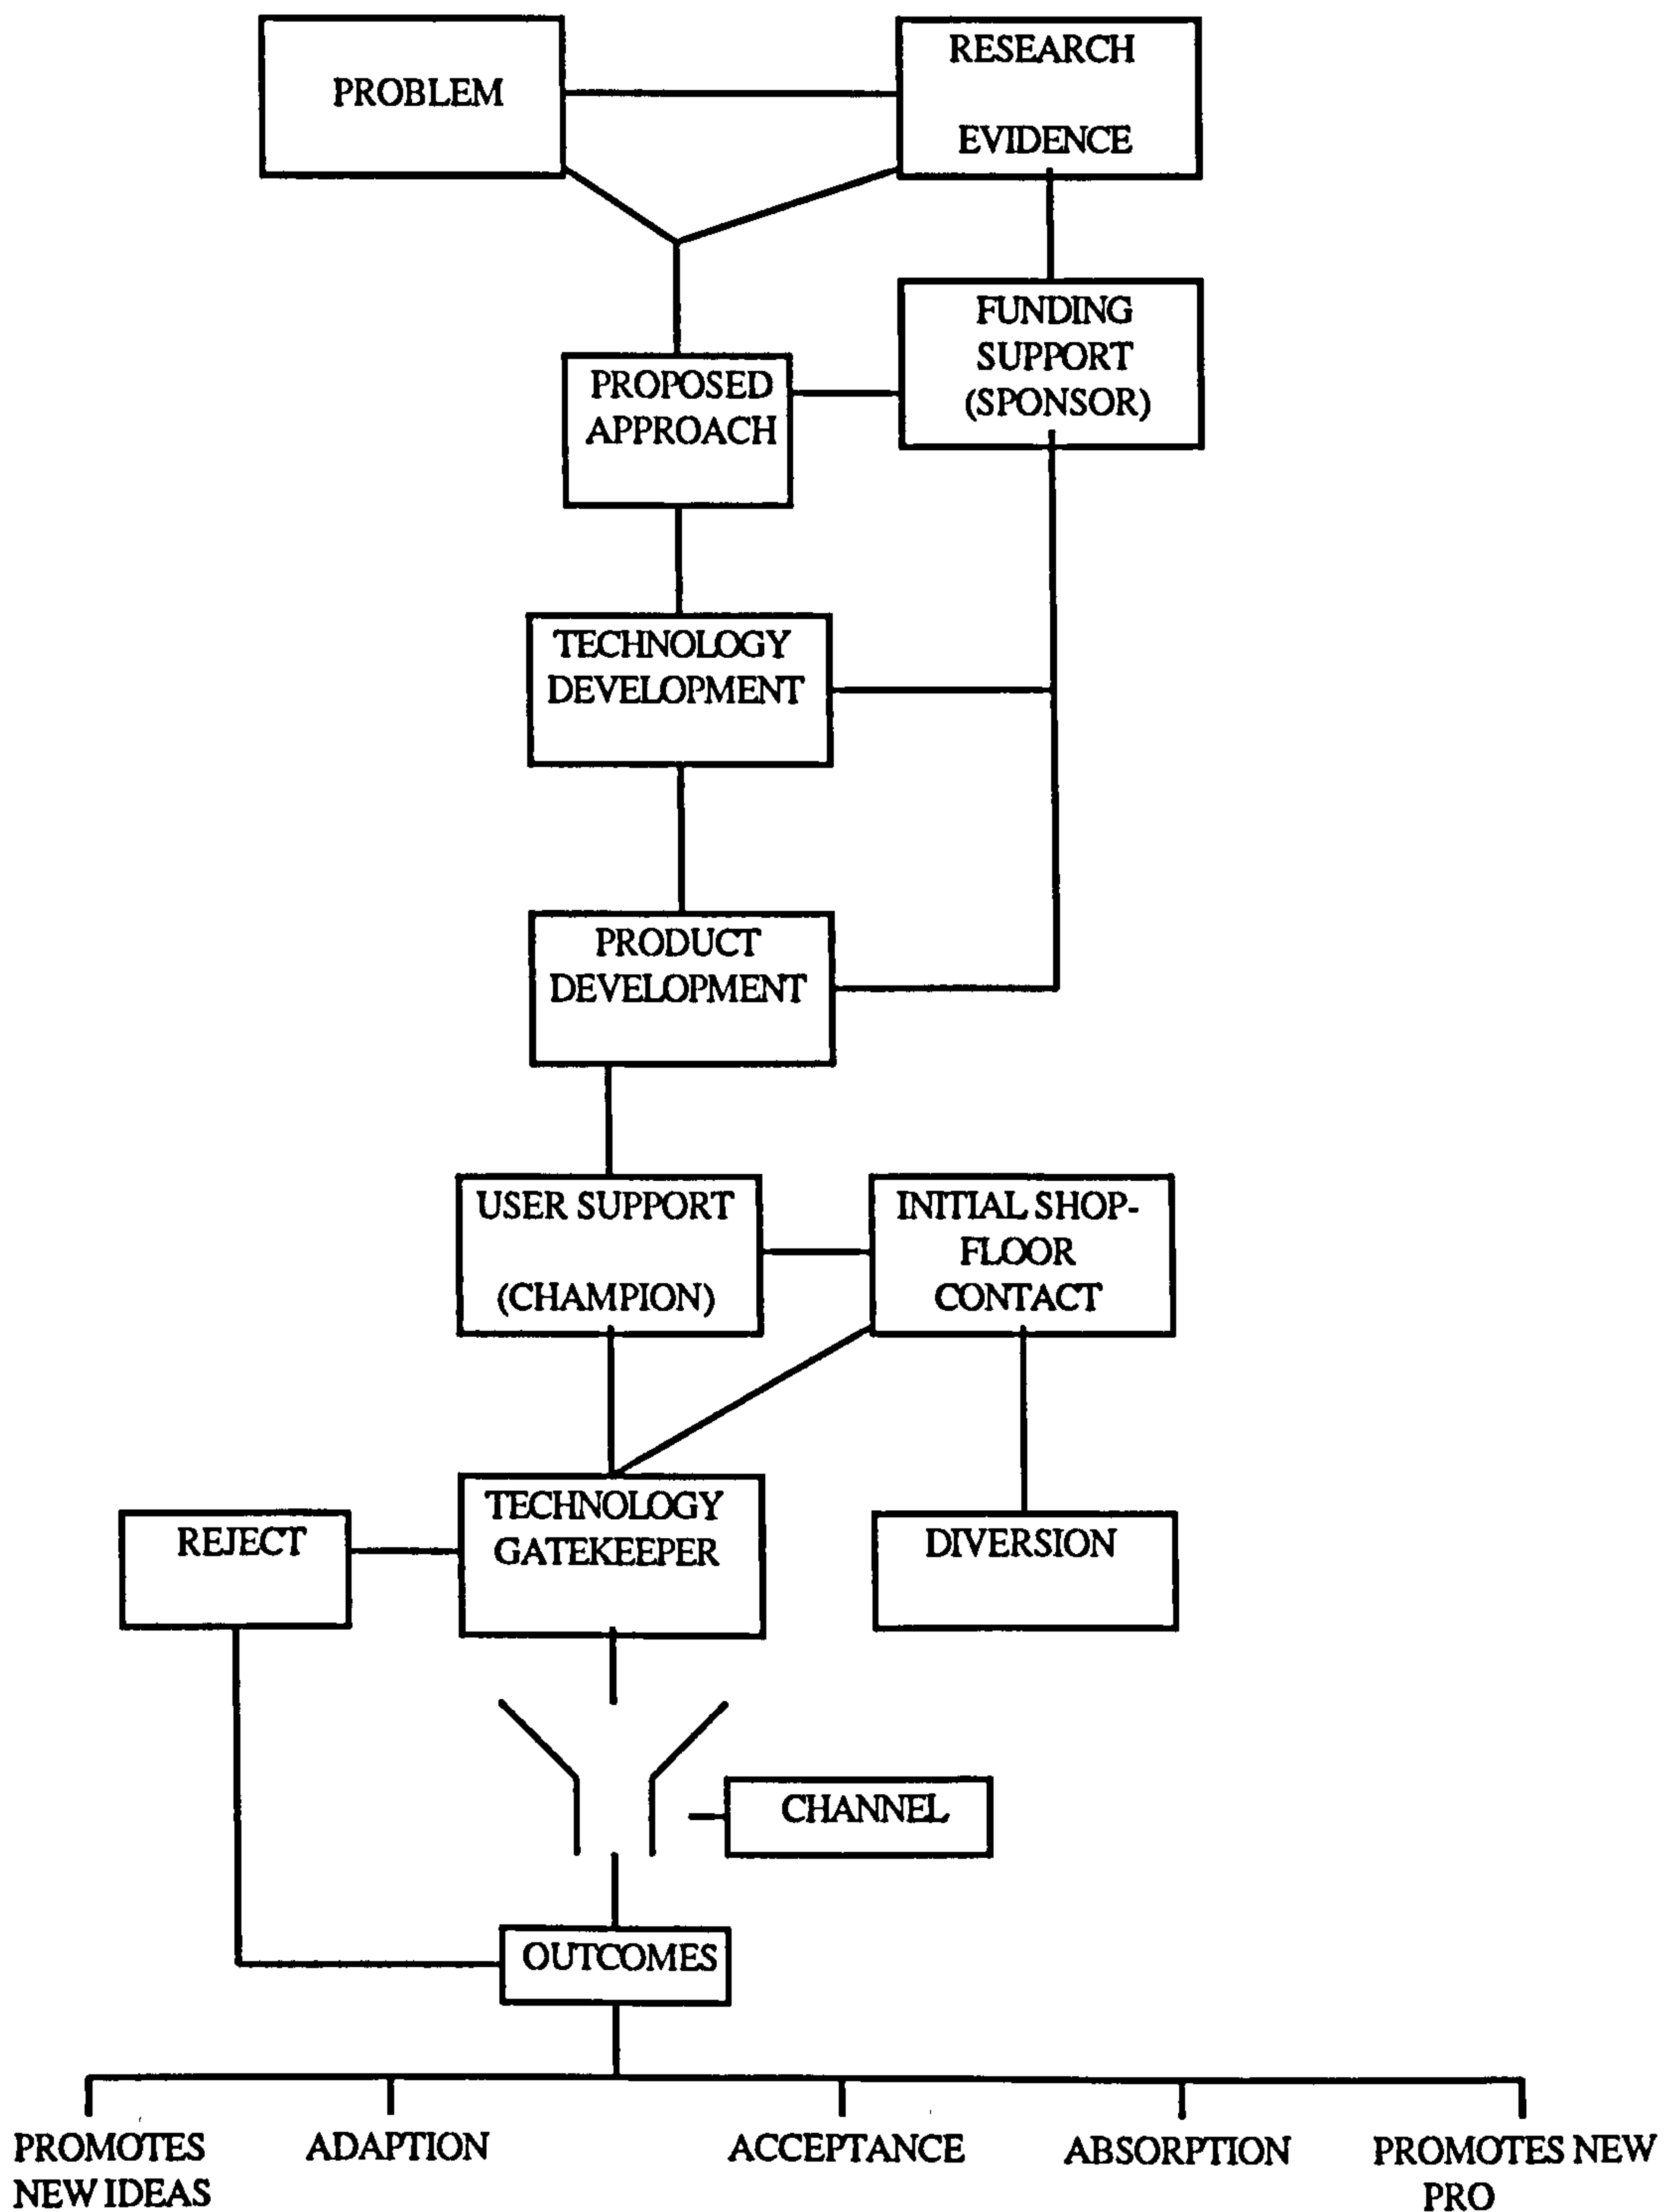 PROBLEM
RESEARCH
EVIDENCE
FUNDING
SUPPORT
(SPONSOR)
PROPOSED
APPROACH
TECHNOLOGY
DEVELOPMENT
PRODUCT
DEVELOPMENT
USER SUPPORT
(CHAMPION)
INITIAL SHOP-
FLOOR
CONTACT
TECHNOLOGY
GATEKEEPER
REJECT
DIVERSION
CHANNEL
OUTCOMES
PROMOTES
NEW IDEAS
ADAPTION
ACCEPTANCE
ABSORPTION
PROMOTES NEW
PRO